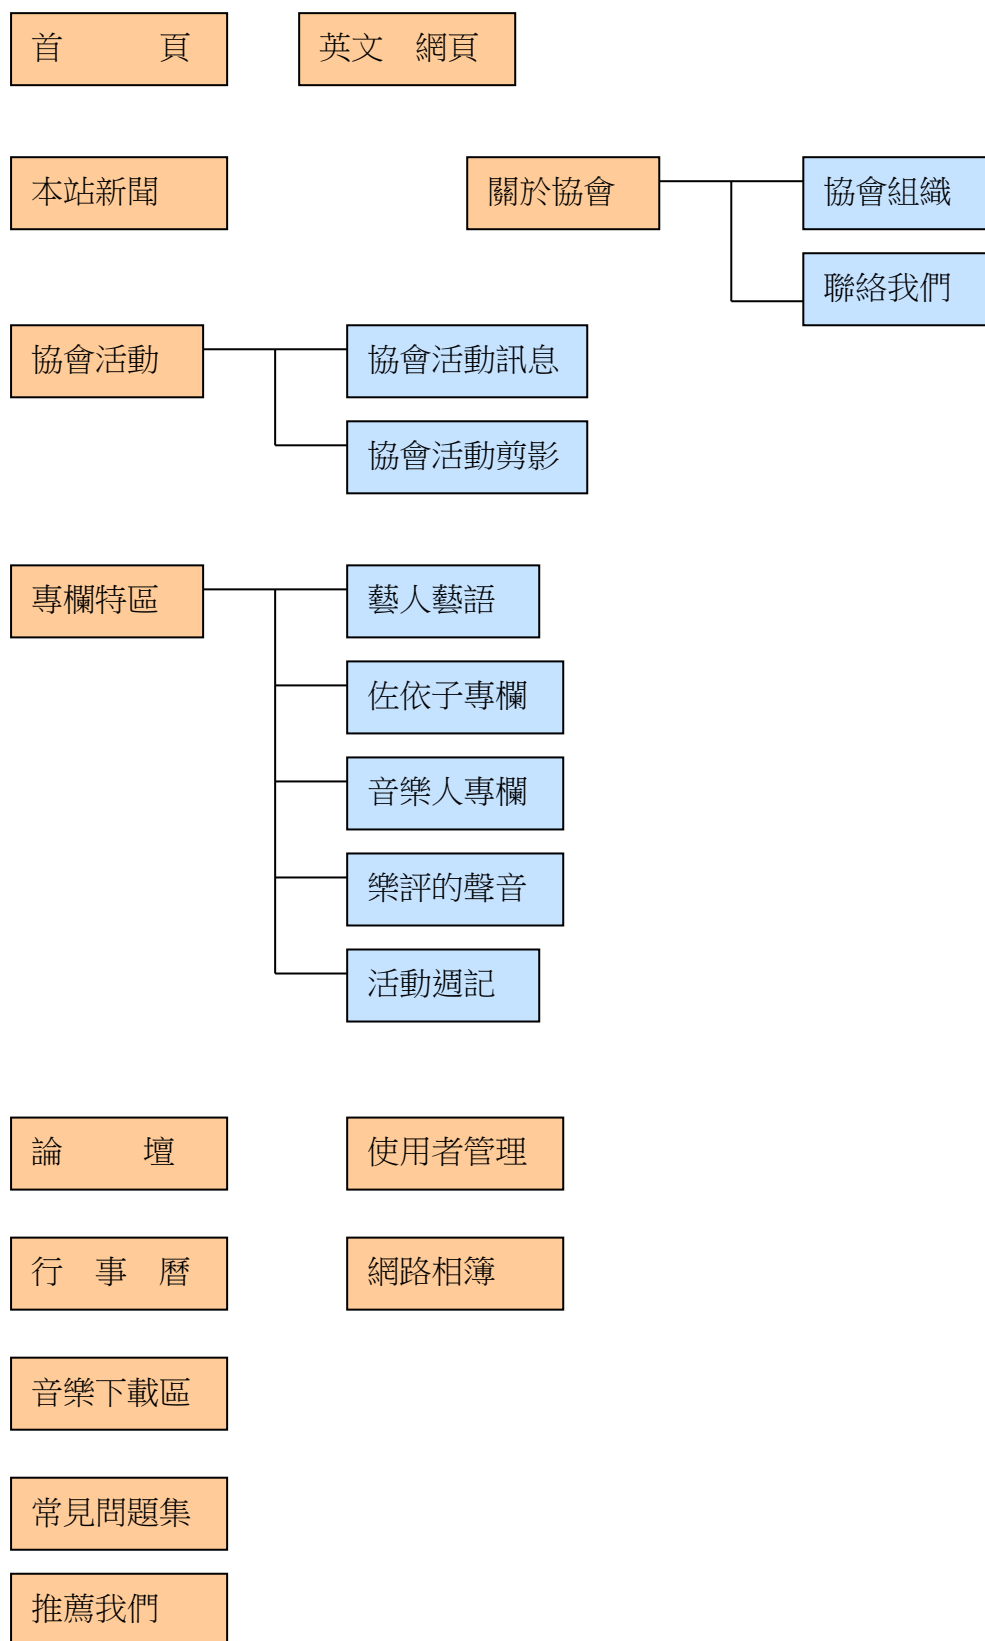 首　　　　頁
英文　網頁
本站新聞
關於協會
協會組織
聯絡我們
協會活動
協會活動訊息
協會活動剪影
專欄特區
藝人藝語
佐依子專欄
音樂人專欄
樂評的聲音
活動週記
論　　　壇
使用者管理
行　事　曆
網路相簿
音樂下載區
常見問題集
推薦我們